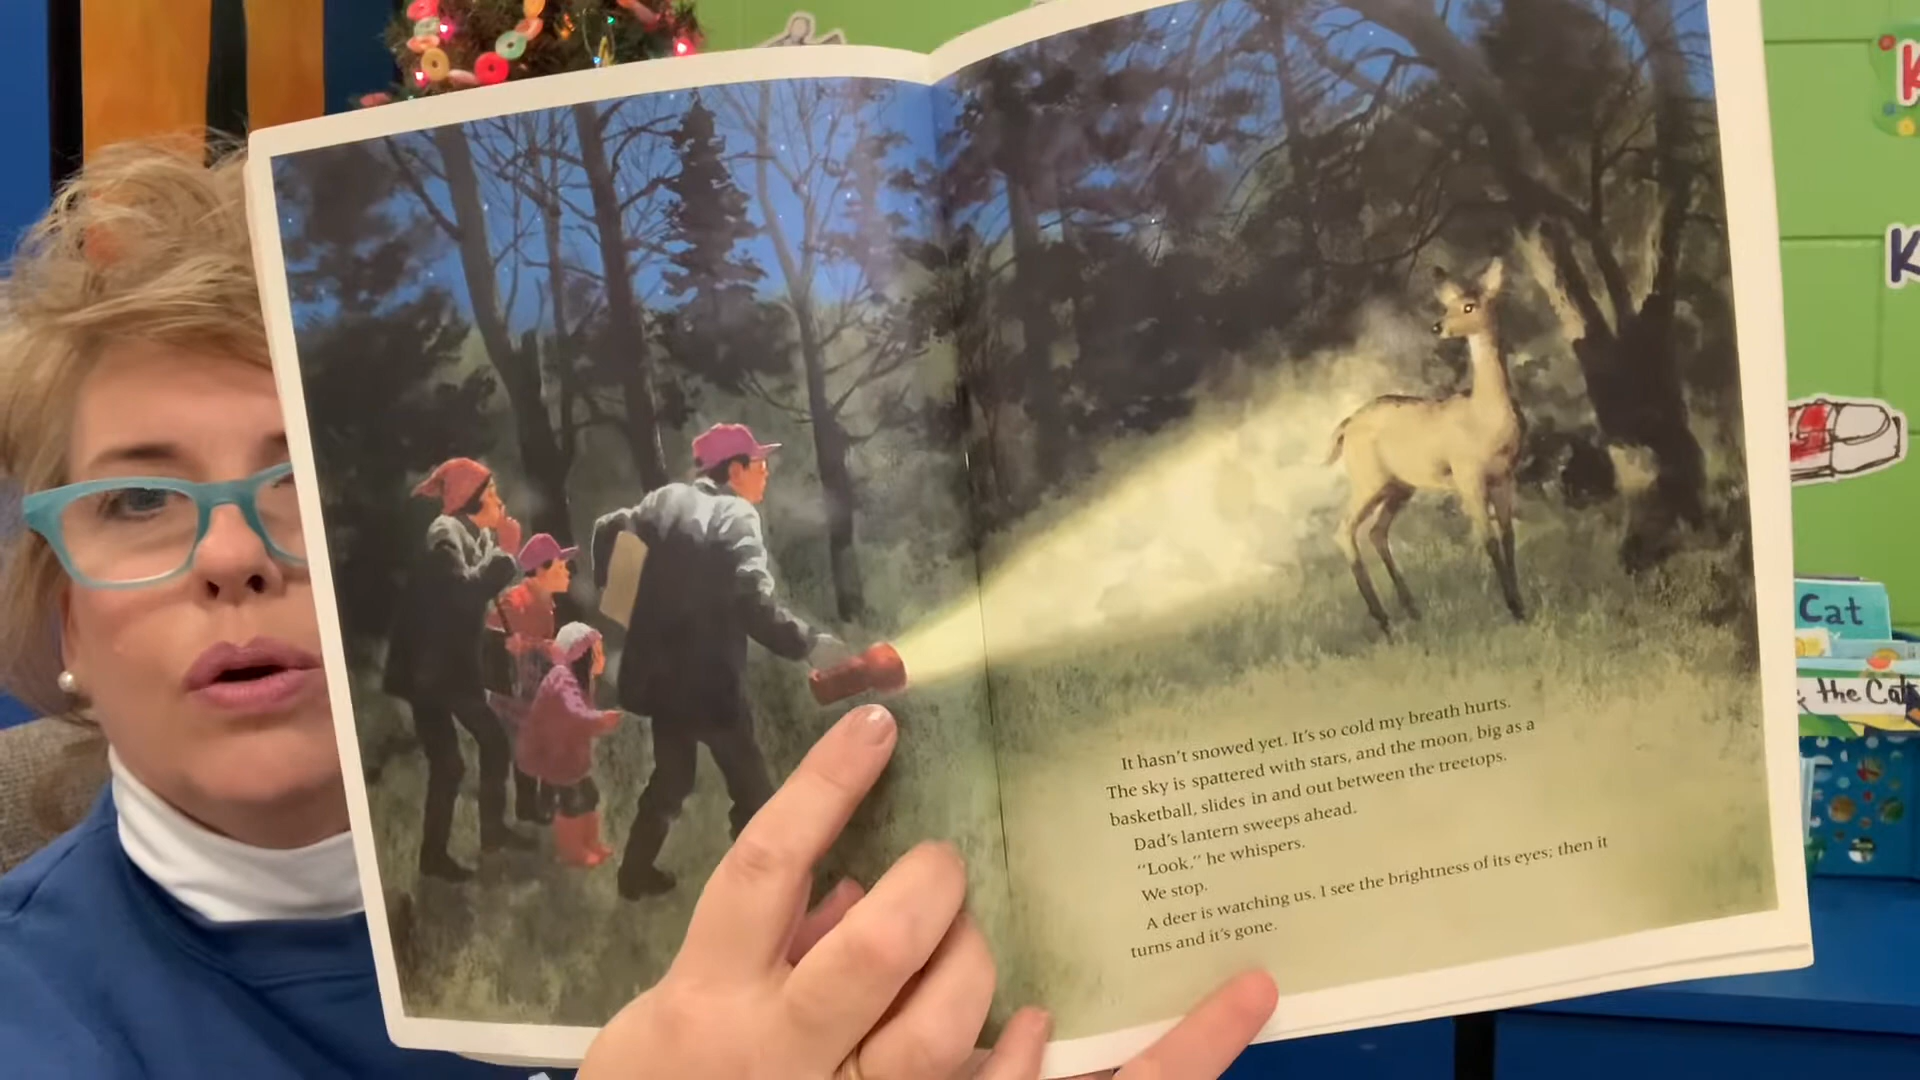 It hasn't snowed yet. It's so cold my breath hurts.
The sky is spattered with stars, and the moon, big as a
basketball, slides in and out between the treetops.
Dad's lantern sweeps ahead.
"Look," he whispers.
We stop.
A deer is watching us. I see the brightness of its eyes; then it
turns and it's gone.
K
K
Cat
the Cat